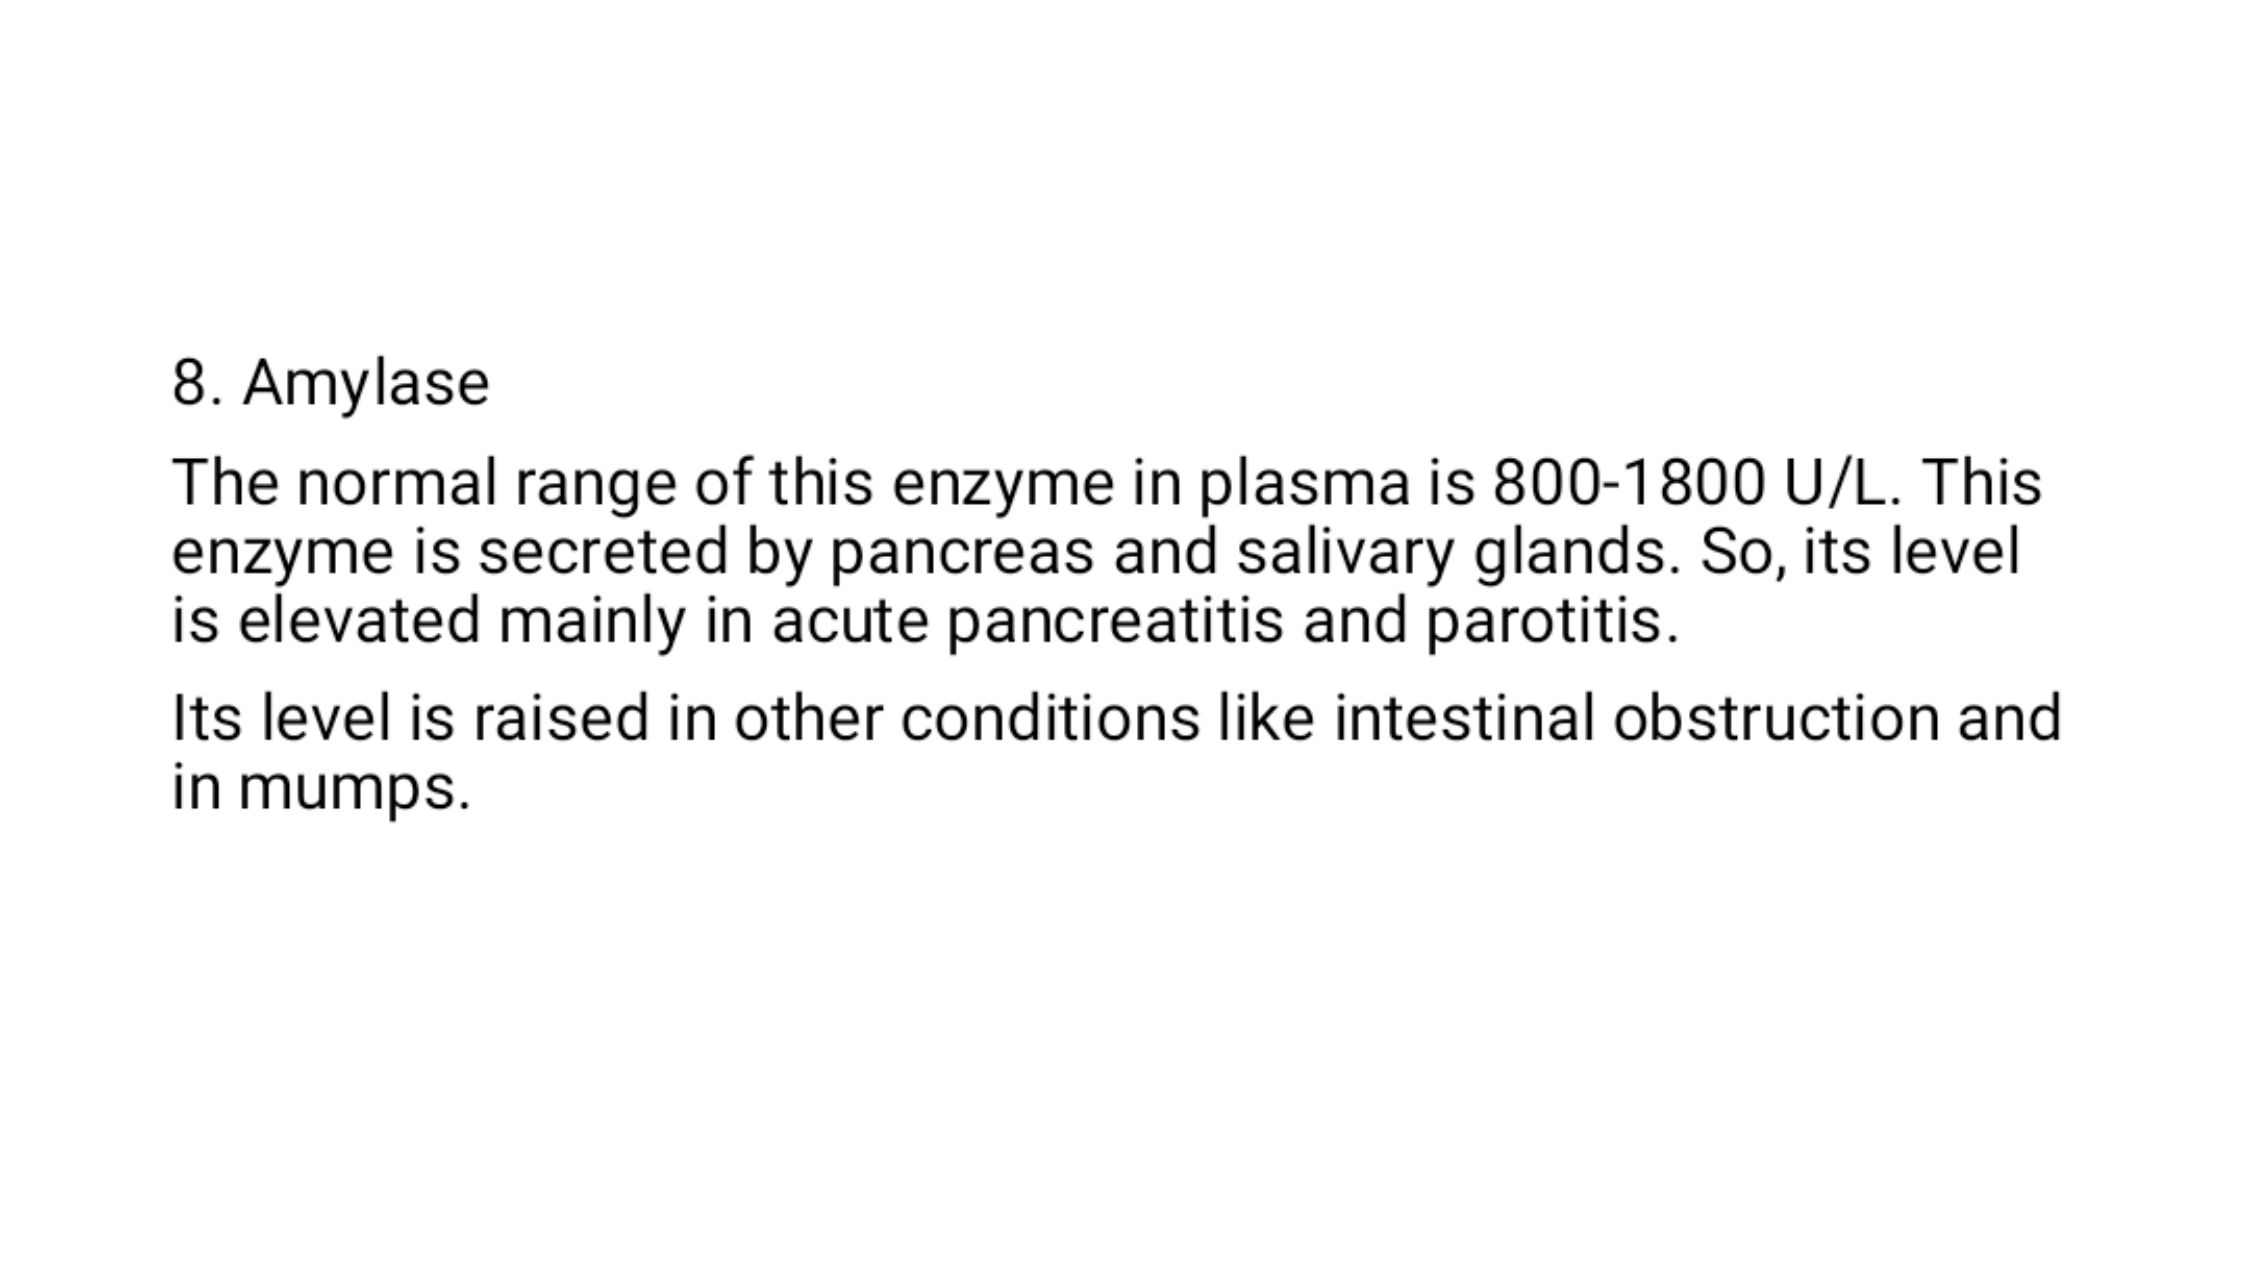 8. Amylase
The normal range of this enzyme in plasma is 800-1800 U/L. This
enzyme is secreted by pancreas and salivary glands. So, its level
is elevated mainly in acute pancreatitis and parotitis.
Its level is raised in other conditions like intestinal obstruction and
in mumps.